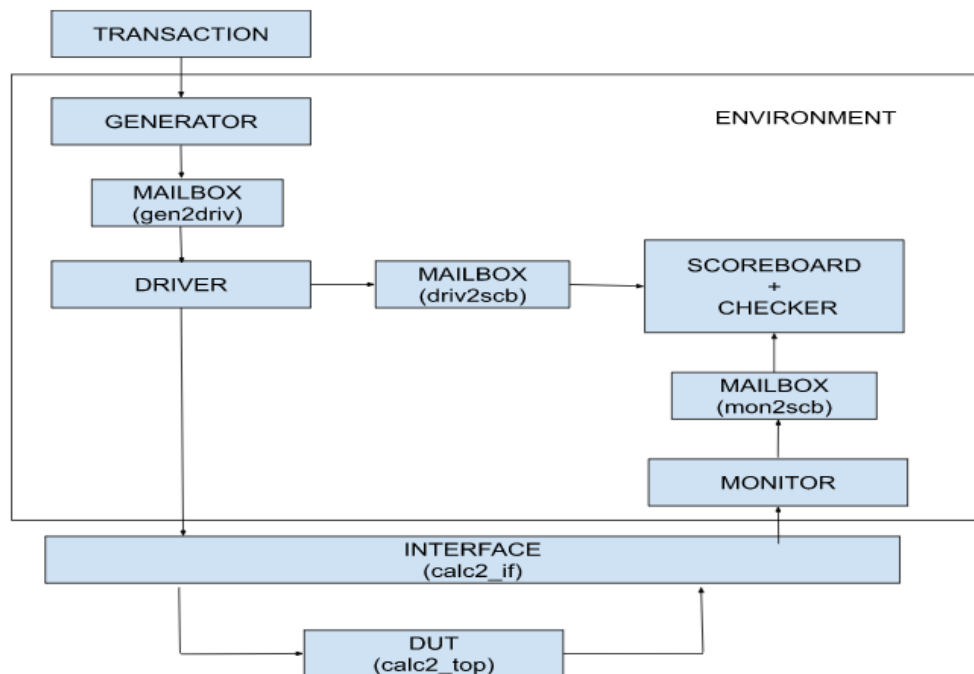 TRANSACTION
GENERATOR
ENVIRONMENT
MAILBOX
(gen2driv)
DRIVER
MAILBOX
(driv2scb)
SCOREBOARD
+
CHECKER
MAILBOX
(mon2scb)
MONITOR
INTERFACE
(calc2_if)
DUT
(calc2_top)